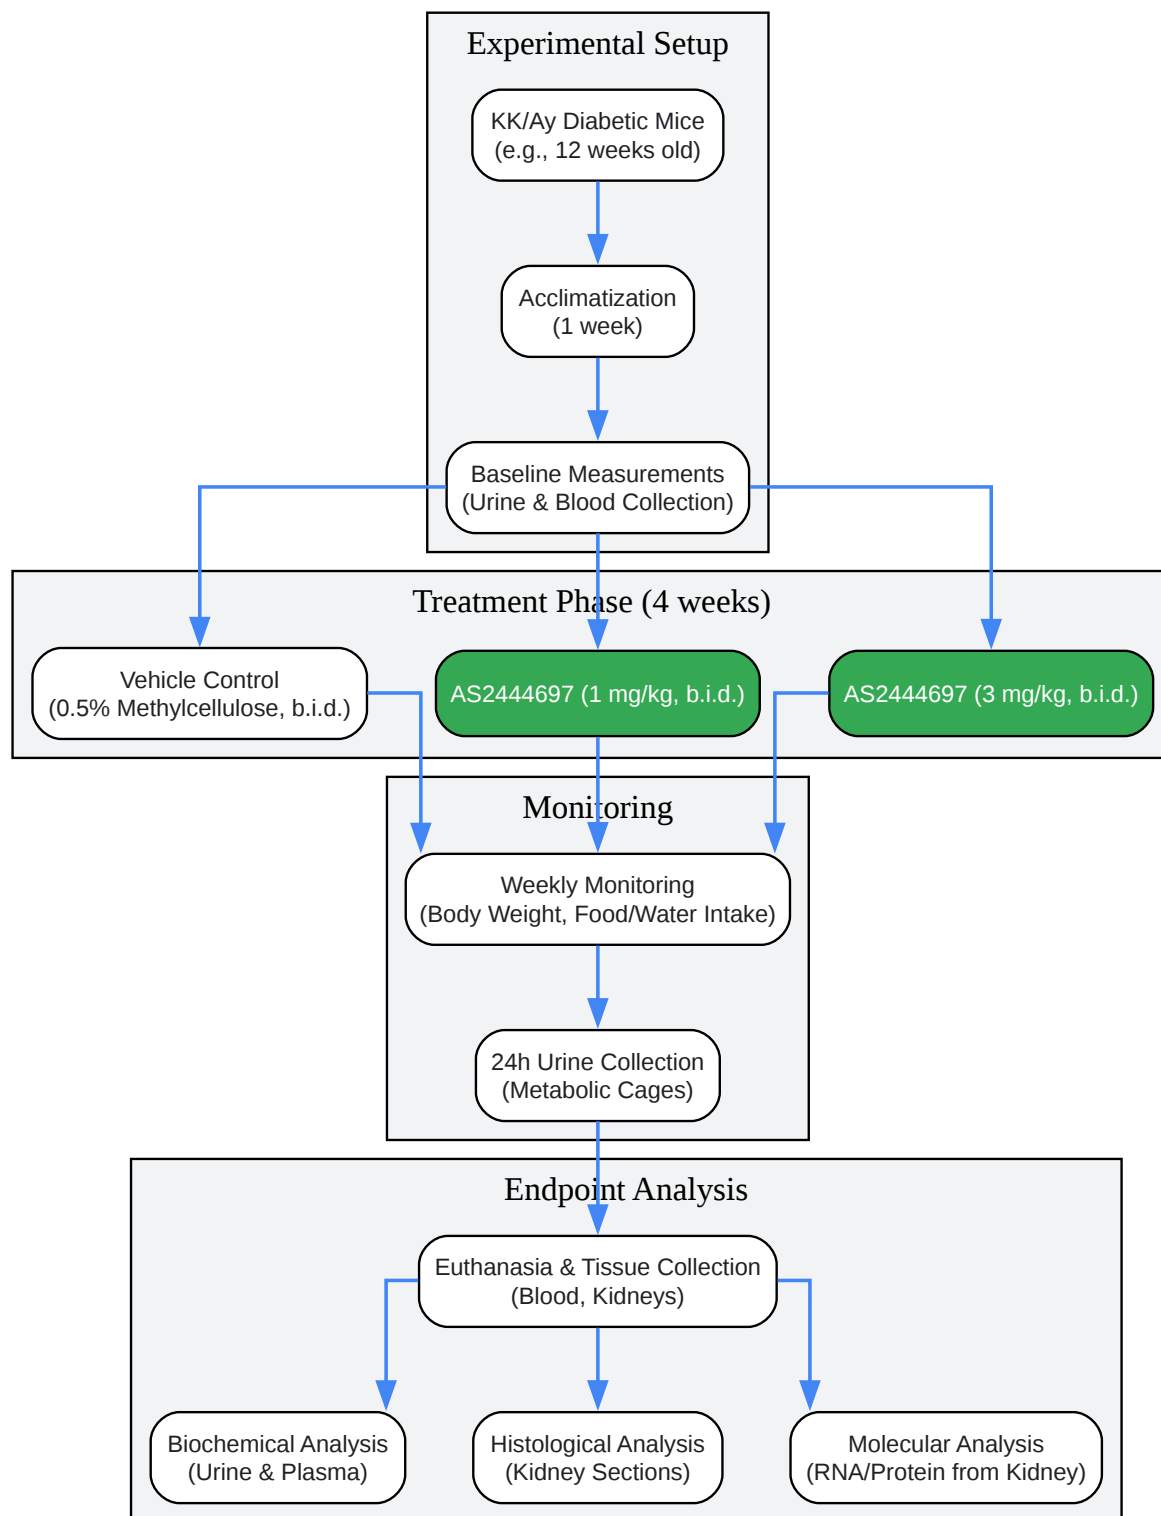 Experimental Setup
KK/Ay Diabetic Mice
(e.g., 12 weeks old)
Acclimatization
(1 week)
Baseline Measurements
(Urine & Blood Collection)
Treatment Phase (4 weeks)
Vehicle Control
(0.5% Methylcellulose, b.i.d.)
AS2444697 (1 mg/kg, b.i.d.)
AS2444697 (3 mg/kg, b.i.d.)
Monitoring
Weekly Monitoring
(Body Weight, Food/Water Intake)
24h Urine Collection
(Metabolic Cages)
Endpoint Analysis
Euthanasia & Tissue Collection
(Blood, Kidneys)
Biochemical Analysis
(Urine & Plasma)
Histological Analysis
(Kidney Sections)
Molecular Analysis
(RNA/Protein from Kidney)